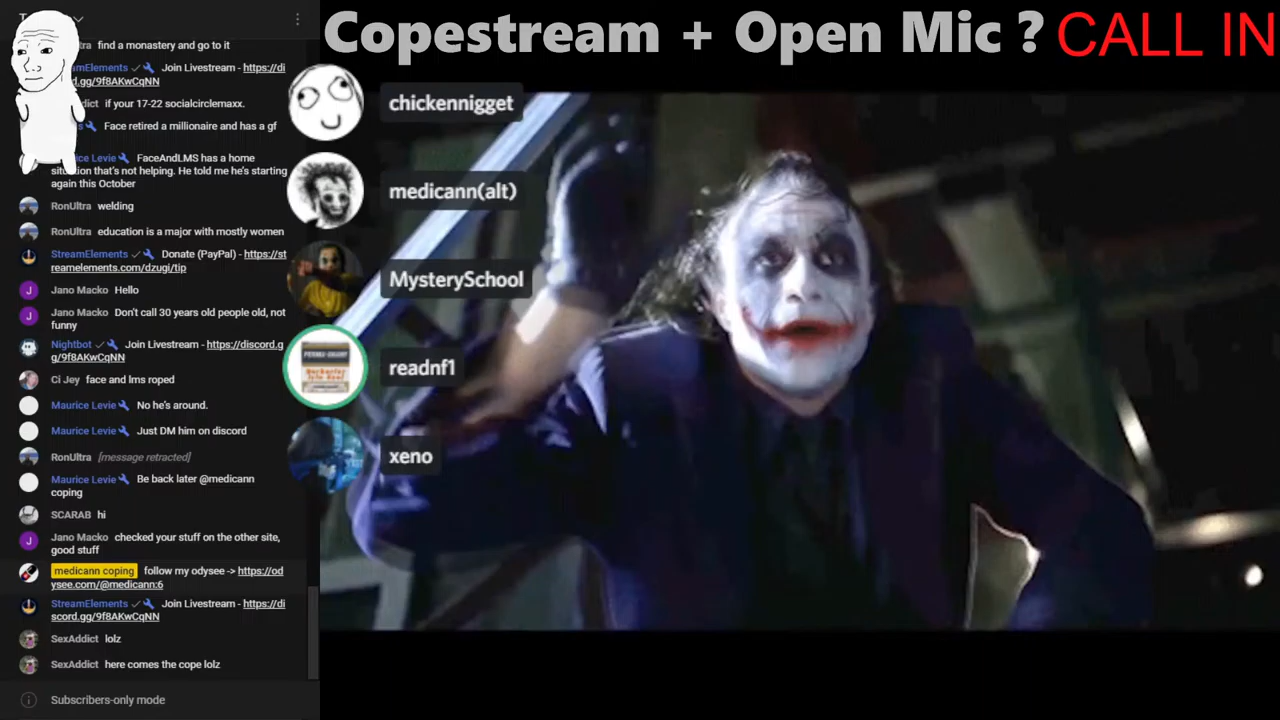 Copestream + Open Mic ? CALL IN
find a monastery and go to it
Join Livestream - https://di
scord.gg/9f8AKwCqNN
if your 17-22 socialcirclemaxx.
Face retired a millionaire and has a gf
FaceandLMS has a home
situation that's not helping. He told me he's starting
again this October
RonUltra welding
RonUltra education is a major with mostly women
StreamElements Donate (PayPal) - https://st
reamelements.com/dzugi/tip
J Jano Macko Hello
J Jano Macko Don't call 30 years old people old, not
funny
Nightbot Join Livestream - https://discord.g
g/9f8AKwCqNN
Ci Jey face and lms roped
Maurice Levie No he's around.
Maurice Levie Just DM him on discord
RonUltra [message retracted]
Maurice Levie Be back later @medicann
coping
SCARAB hi
J Jano Macko checked your stuff on the other site,
good stuff
medicann coping follow my odysee -> https://od
ysee.com/@medicann:6
StreamElements Join Livestream - https://di
scord.gg/9f8AKwCqNN
SexAddict lolz
SexAddict here comes the cope lolz
Subscribers-only mode
chickennigget
medicann(alt)
MysterySchool
readnf1
xeno